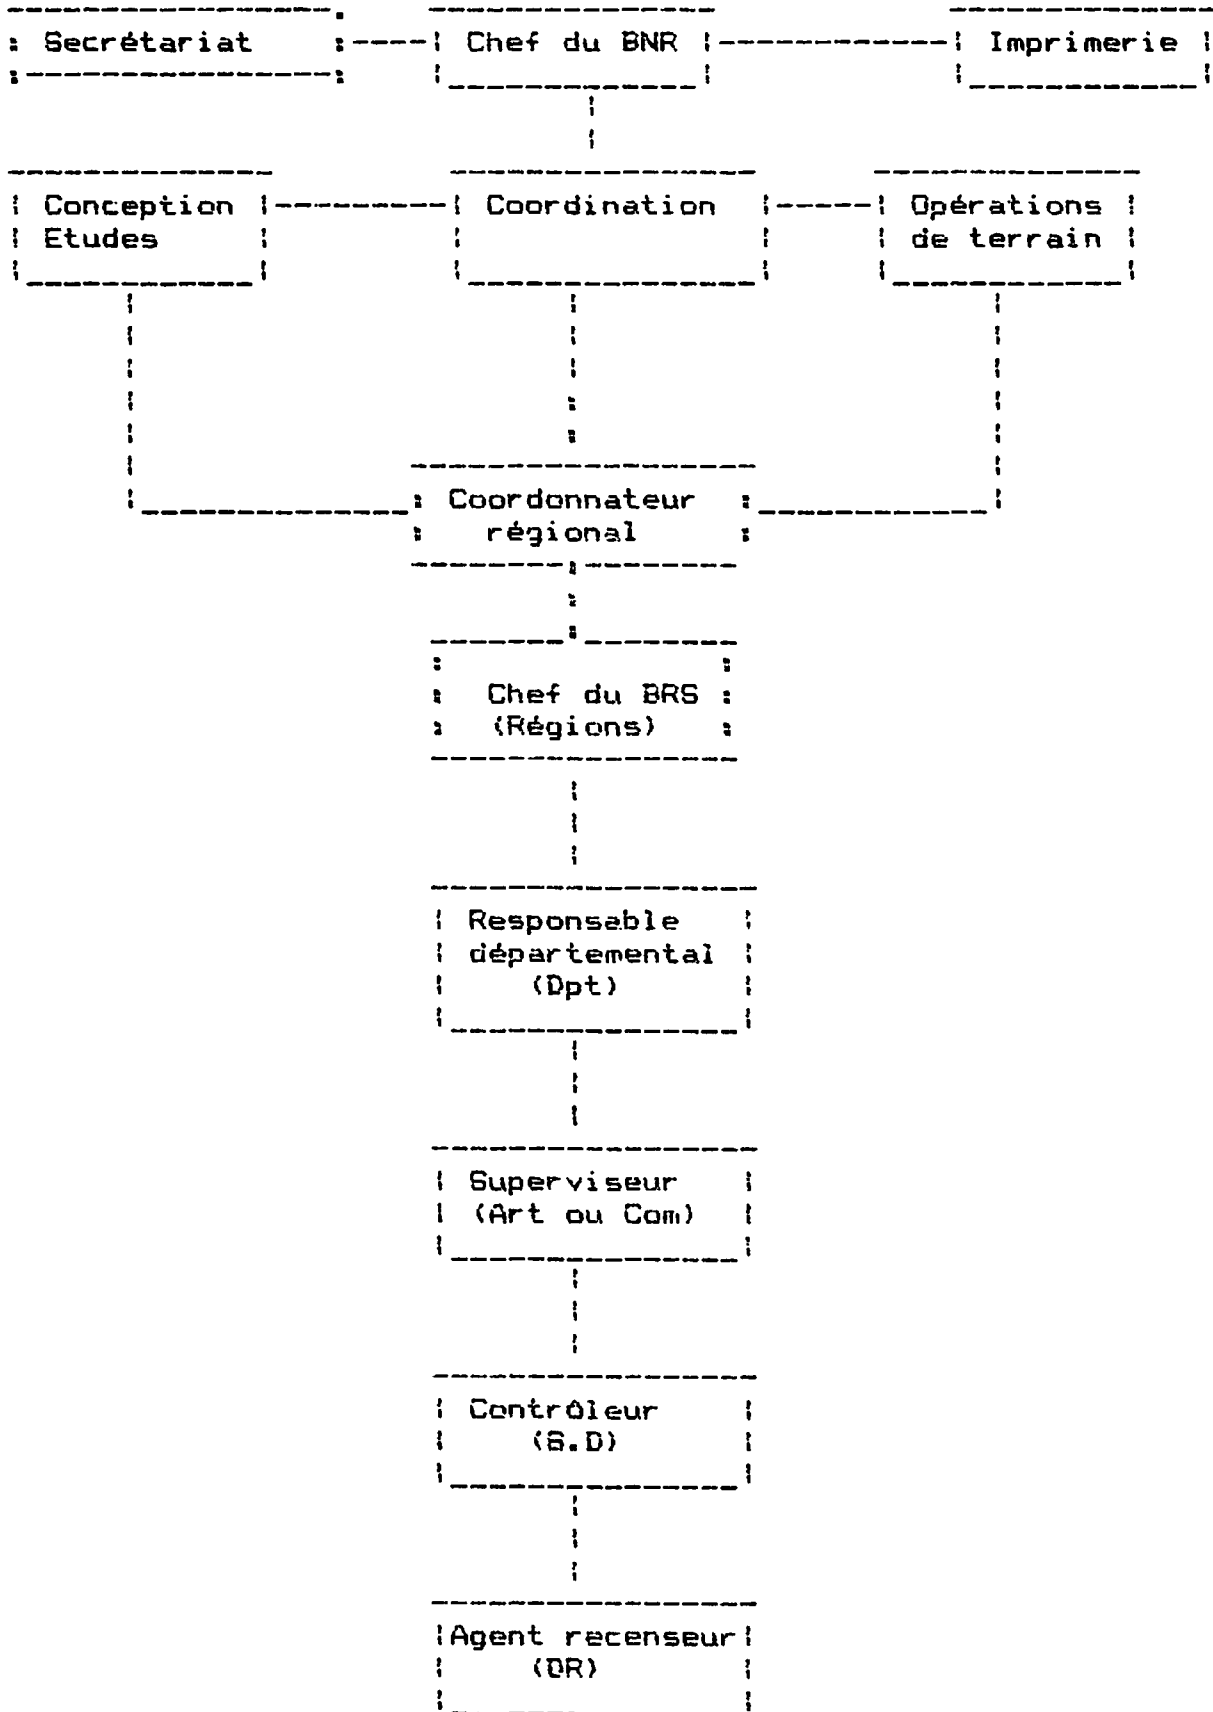 Secrétariat Chef du BNR Imprimerie
Conception Coordination Opérations
Etudes de terrain
Coordonnateur
régional
Chef du BRS
(Régions)
Responsable
départemental
(Dpt)
Superviseur
(Art ou Com)
Contrôleur
(S.D)
Agent recenseur
(DR)